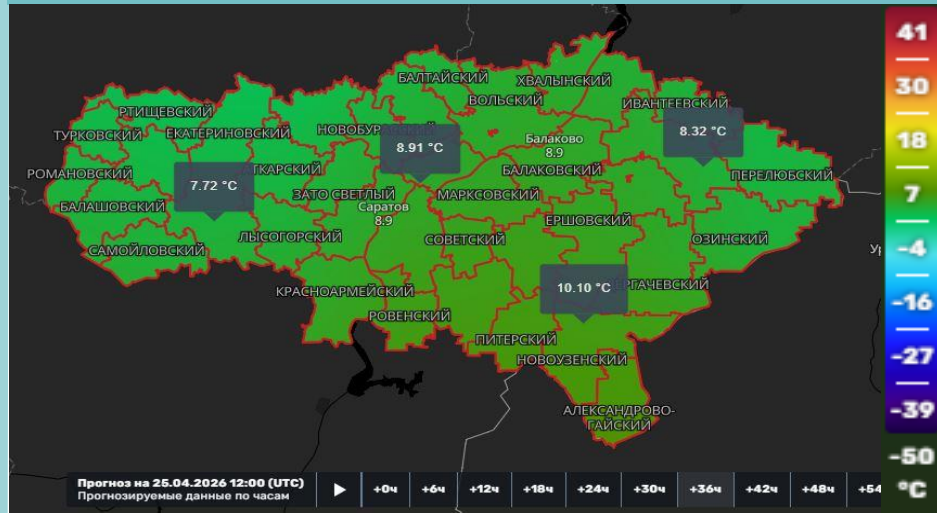 БАЛТАЙСКИЙ
ХВАЛЫНСКИЙ
ВОЛЬСКИЙ
ИВАНТЕЕВСКИЙ
РТИЩЕВСКИЙ
ТУРКОВСКИЙ
ЕКАТЕРИНОВСКИЙ
8.32 °C
8.91 °C
Балаково
8.9
РОМАНОВСКИЙ
ТКАРСКИЙ
БАЛАКОВСКИЙ
ПЕРЕЛЮБСКИЙ
7.72 °C
ЗАТО СВЕТЛЫЙ
МАРКСОВСКИЙ
БАЛАШОВСКИЙ
Саратов
8.9
ЕРШОВСКИЙ
САМОЙЛОВСКИЙ
ЛЫСОГОРСКИЙ
СОВЕТСКИЙ
ОЗИНСКИЙ
КРАСНОАРМЕЙСКИЙ
10.10 °C
РГАЧЕВСКИЙ
РОВЕНСКИЙ
ПИТЕРСКИЙ
НОВОУЗЕНСКИЙ
АЛЕКСАНДРОВО-
ГАЙСКИЙ
41
30
18
7
-4
-16
-27
-39
-50
°C
Прогноз на 25.04.2026 12:00 (UTC)
Прогнозируемые данные по часам
+0ч +6ч +12ч +18ч +24ч +30ч +36ч +42ч +48ч +54